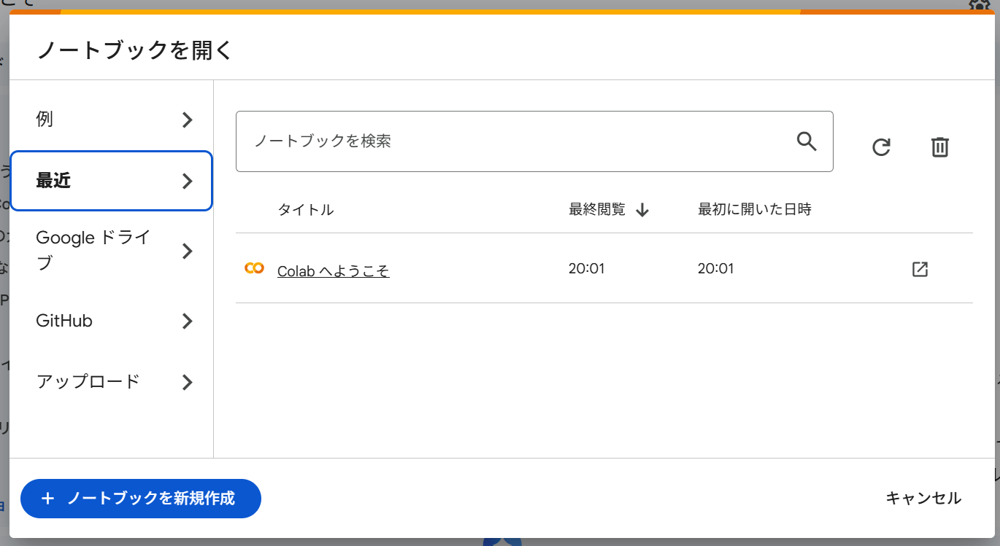 ノートブックを開く
例
最近
Google ドライ
ブ
GitHub
アップロード
ノートブックを検索
タイトル 最終閲覧 最初に開いた日時
Colab へようこそ 20:01 20:01
+ ノートブックを新規作成
キャンセル